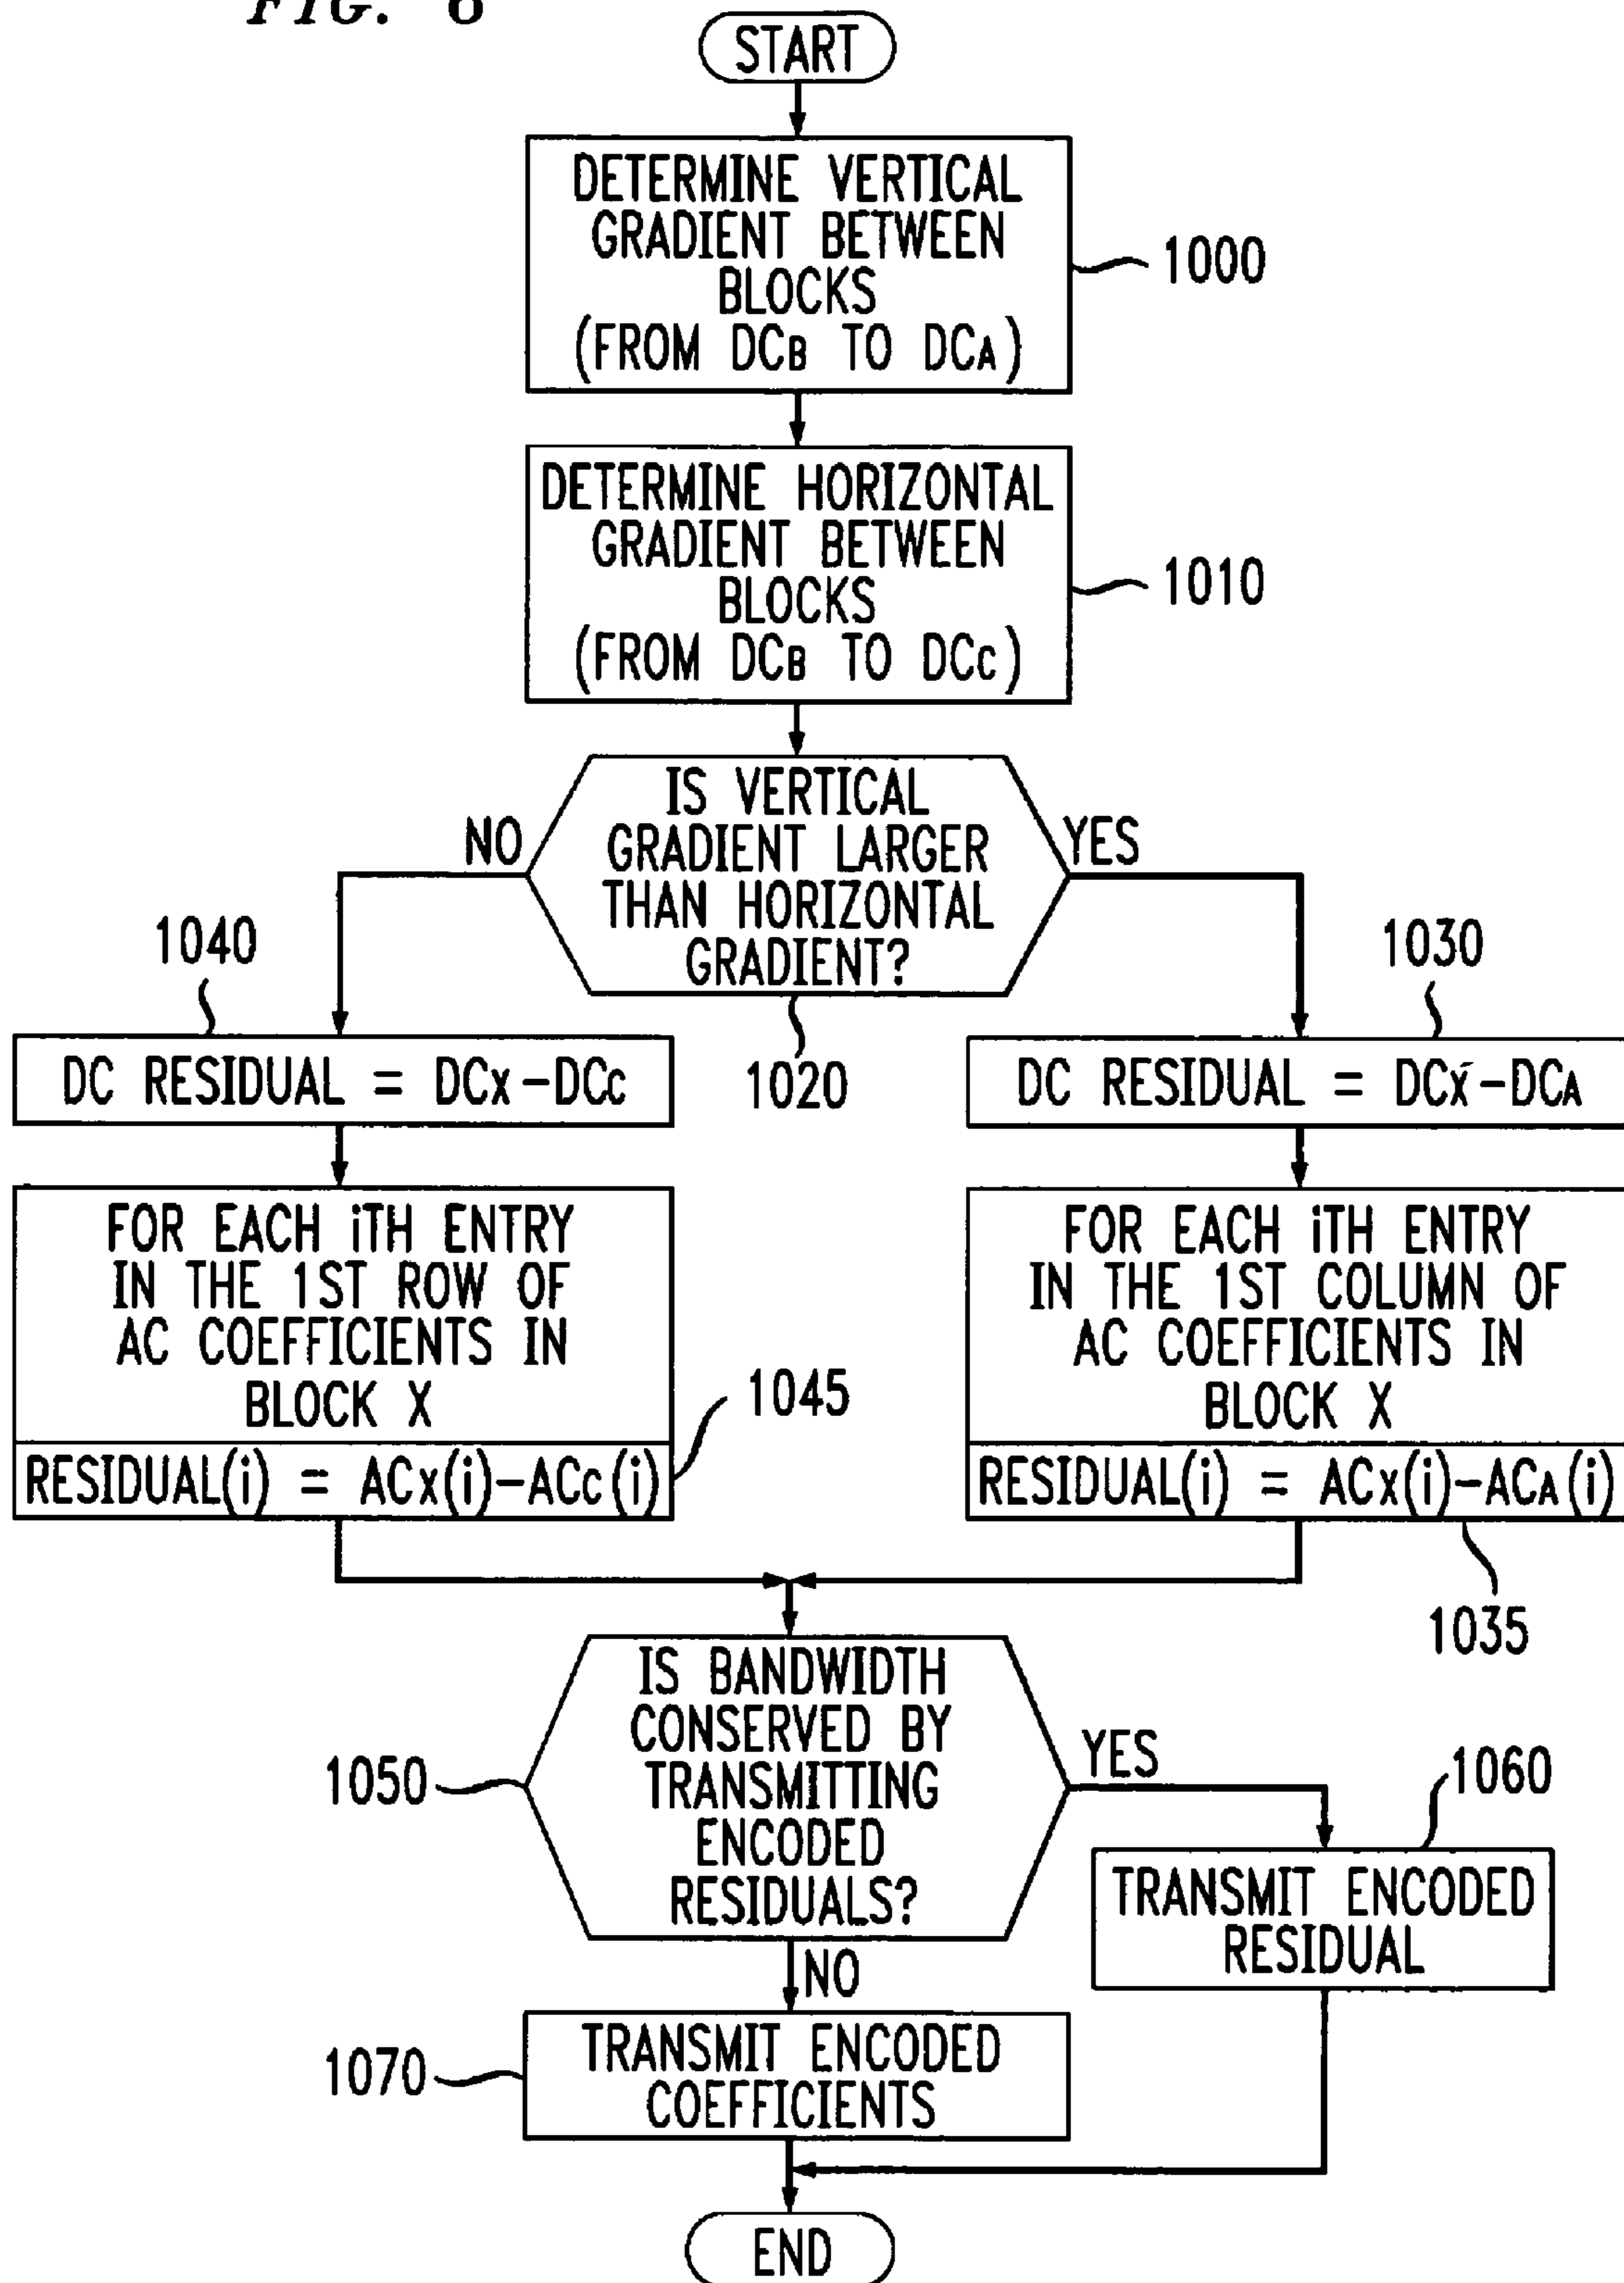 FIG. 6
START
DETERMINE VERTICAL
GRADIENT BETWEEN
BLOCKS
(FROM DCB TO DCA)
1000
DETERMINE HORIZONTAL
GRADIENT BETWEEN
BLOCKS
(FROM DCB TO DCC)
1010
IS VERTICAL
GRADIENT LARGER
THAN HORIZONTAL
GRADIENT?
NO
YES
1020
1040
DC RESIDUAL = DCX-DCC
1030
DC RESIDUAL = DCX-DCA
FOR EACH iTH ENTRY
IN THE 1ST ROW OF
AC COEFFICIENTS IN
BLOCK X
RESIDUAL(i) = ACX(i)-ACC(i)
1045
FOR EACH iTH ENTRY
IN THE 1ST COLUMN OF
AC COEFFICIENTS IN
BLOCK X
RESIDUAL(i) = ACX(i)-ACA(i)
1035
IS BANDWIDTH
CONSERVED BY
TRANSMITTING
ENCODED
RESIDUALS?
1050
YES
1060
TRANSMIT ENCODED
RESIDUAL
NO
1070
TRANSMIT ENCODED
COEFFICIENTS
END